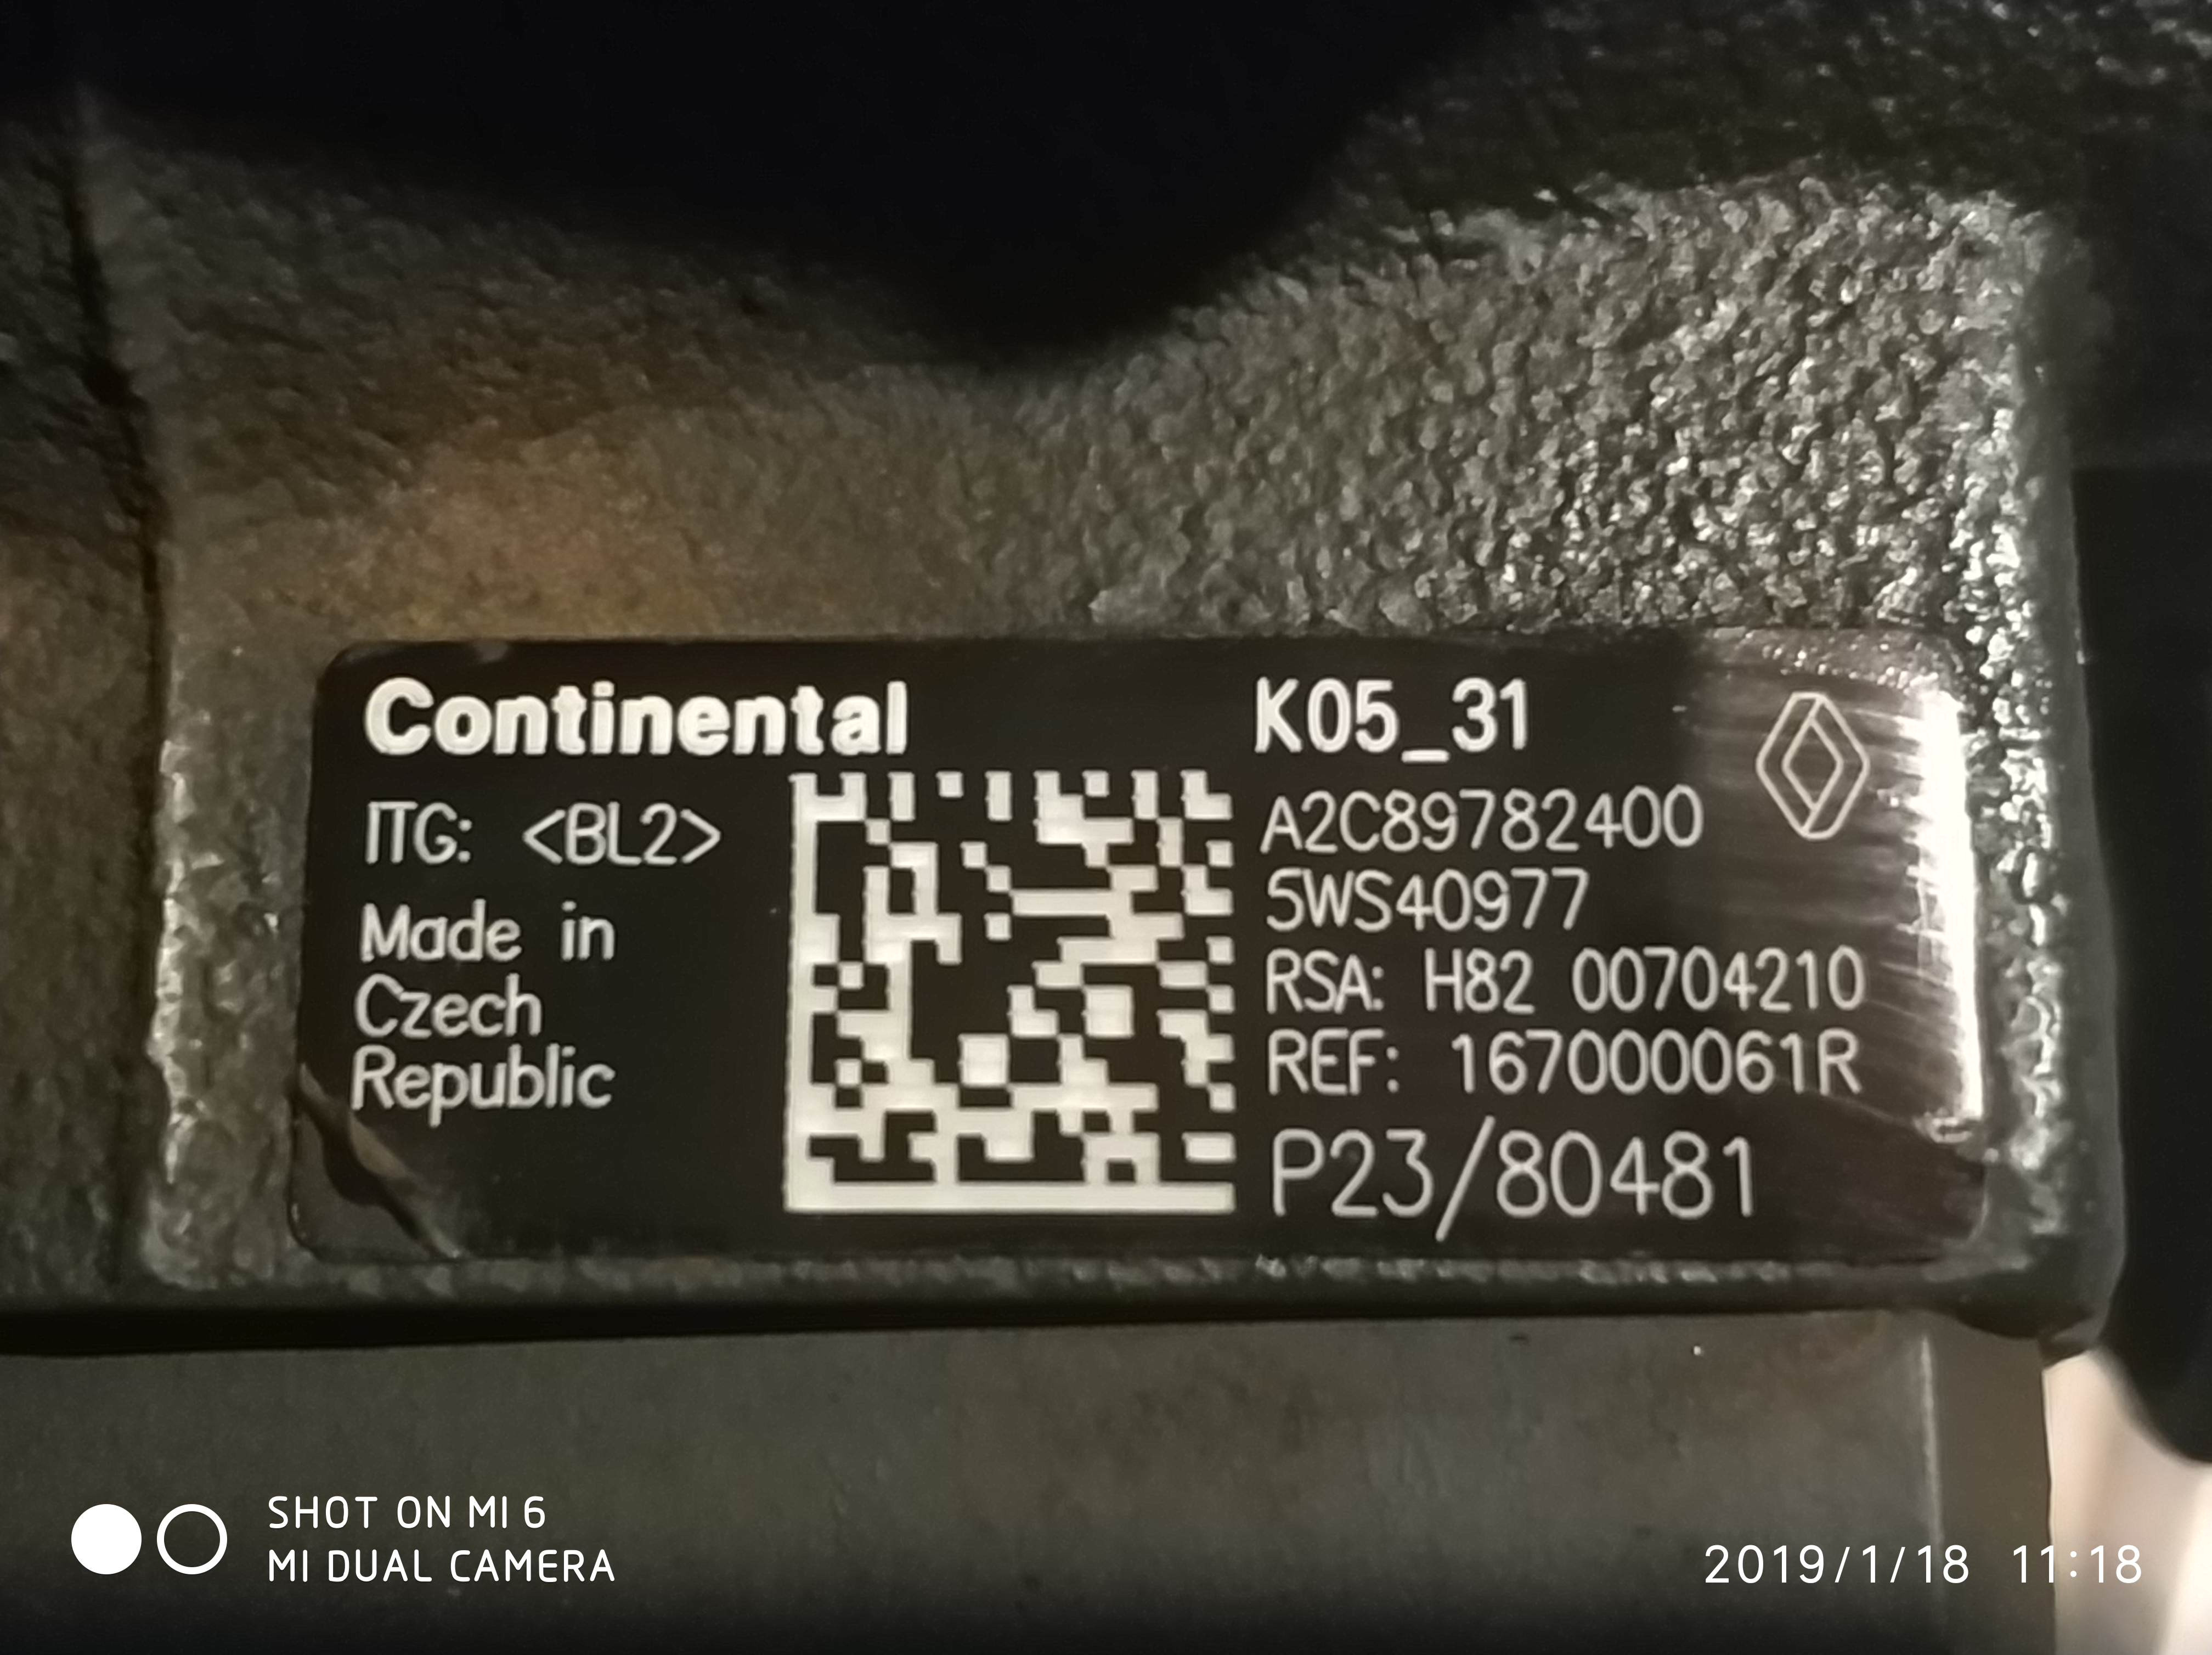 Continental
K05_31
ITG: <BL2>
Made in
Czech
Republic
A2C89782400
5WS40977
RSA: H82 00704210
REF: 167000061R
P23/80481
SHOT ON MI 6
MI DUAL CAMERA
2019/1/18 11:18